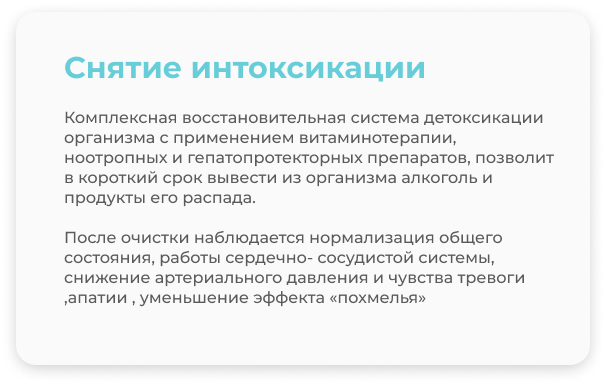 Снятие интоксикации
Комплексная восстановительная система детоксикации
организма с применением витаминотерапии,
ноотропных и гепатопротекторных препаратов, позволит
в короткий срок вывести из организма алкоголь и
продукты его распада.
После очистки наблюдается нормализация общего
состояния, работы сердечно- сосудистой системы,
снижение артериального давления и чувства тревоги
,апатии , уменьшение эффекта «похмелья»